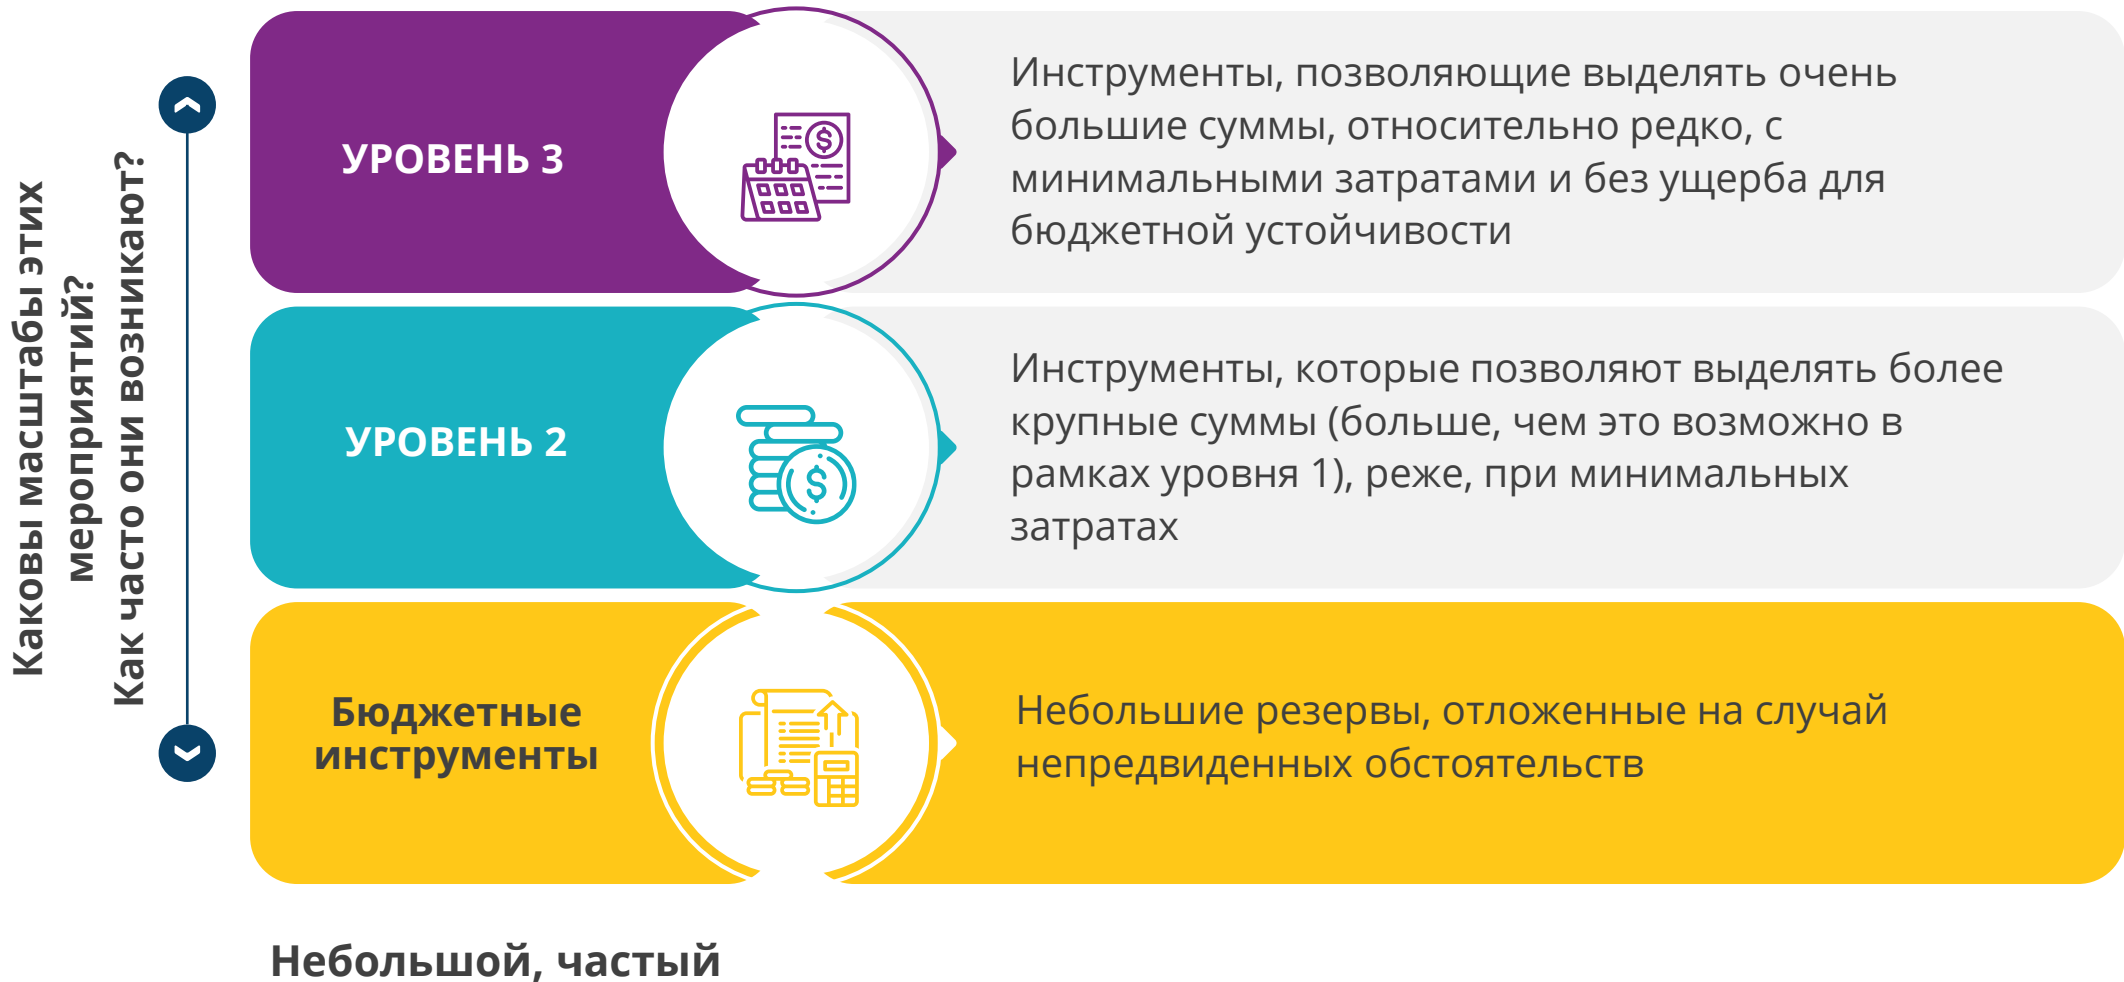 Каковы масштабы этих
мероприятий?
Как часто они возникают?
УРОВЕНЬ 3
Инструменты, позволяющие выделять очень
большие суммы, относительно редко, с
минимальными затратами и без ущерба для
бюджетной устойчивости
УРОВЕНЬ 2
Инструменты, которые позволяют выделять более
крупные суммы (больше, чем это возможно в
рамках уровня 1), реже, при минимальных
затратах
Бюджетные
инструменты
Небольшие резервы, отложенные на случай
непредвиденных обстоятельств
Небольшой, частый